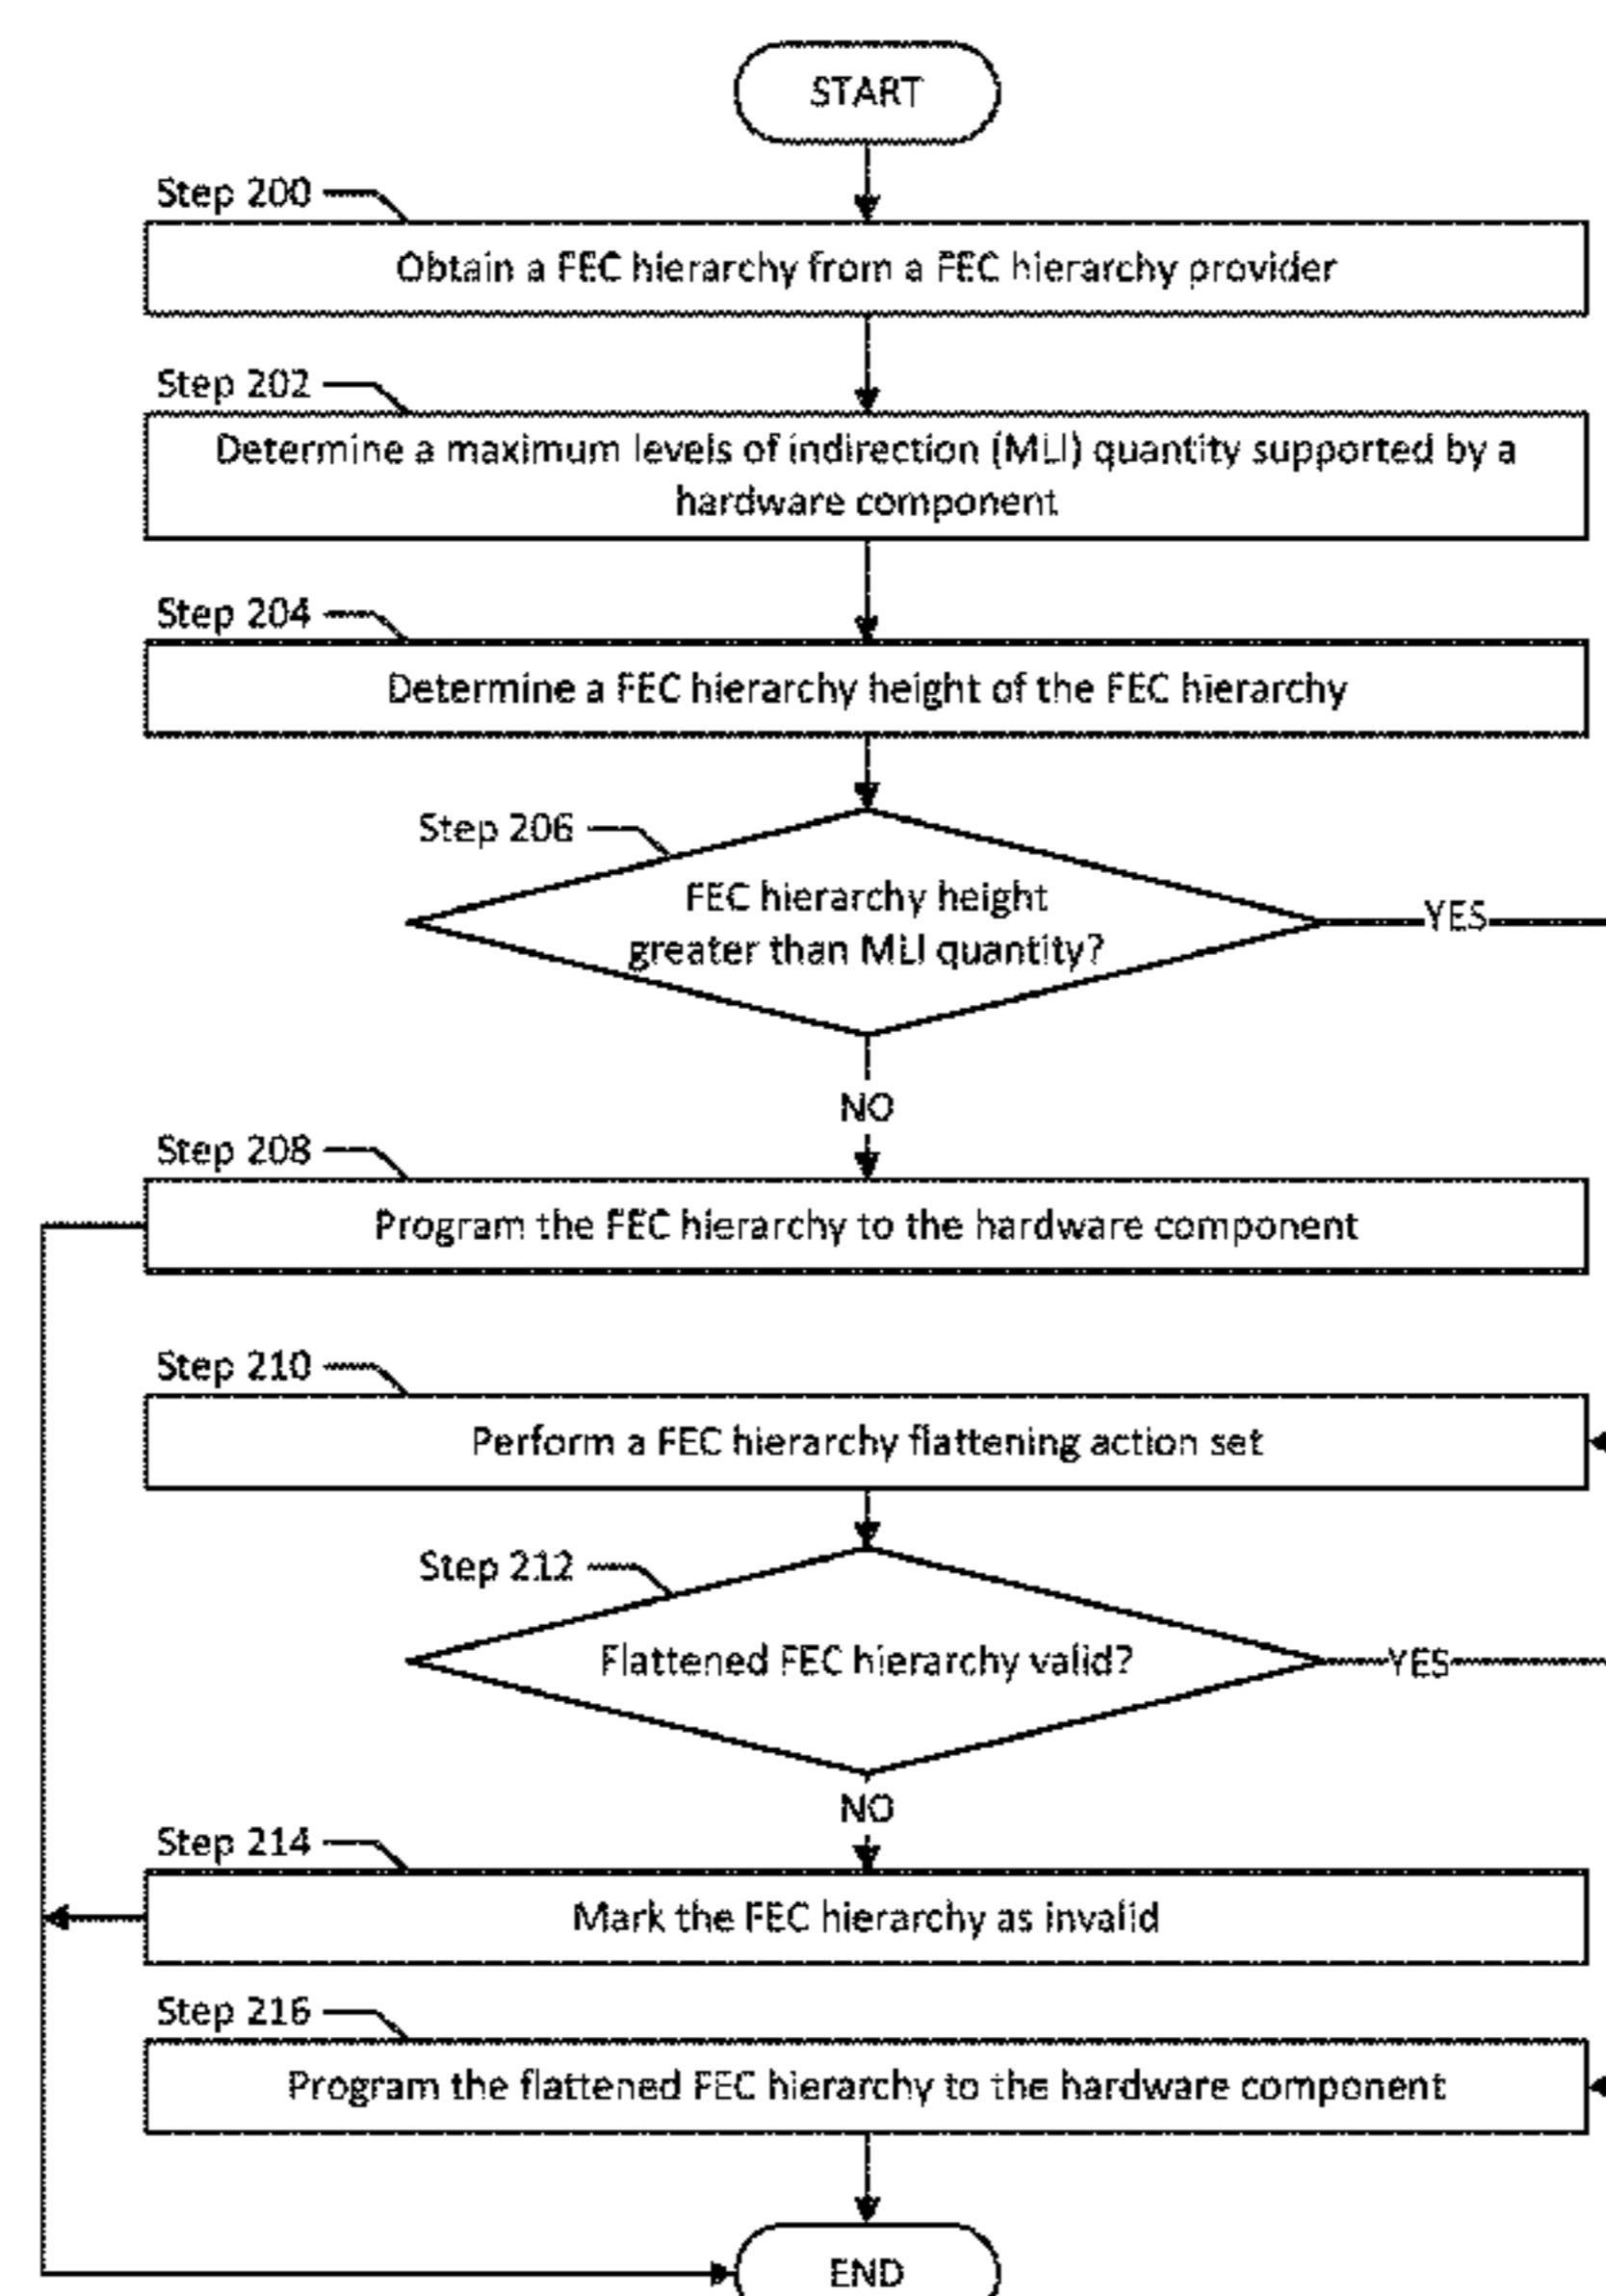 START
Step 200
Obtain a FEC hierarchy from a FEC hierarchy provider
Step 202
Determine a maximum levels of indirection (MLI) quantity supported by a
hardware component
Step 204
Determine a FEC hierarchy height of the FEC hierarchy
Step 206
FEC hierarchy height
greater than MLI quantity?
YES
NO
Step 208
Program the FEC hierarchy to the hardware component
Step 210
Perform a FEC hierarchy flattening action set
Step 212
Flattened FEC hierarchy valid?
YES
NO
Step 214
Mark the FEC hierarchy as invalid
Step 216
Program the flattened FEC hierarchy to the hardware component
END